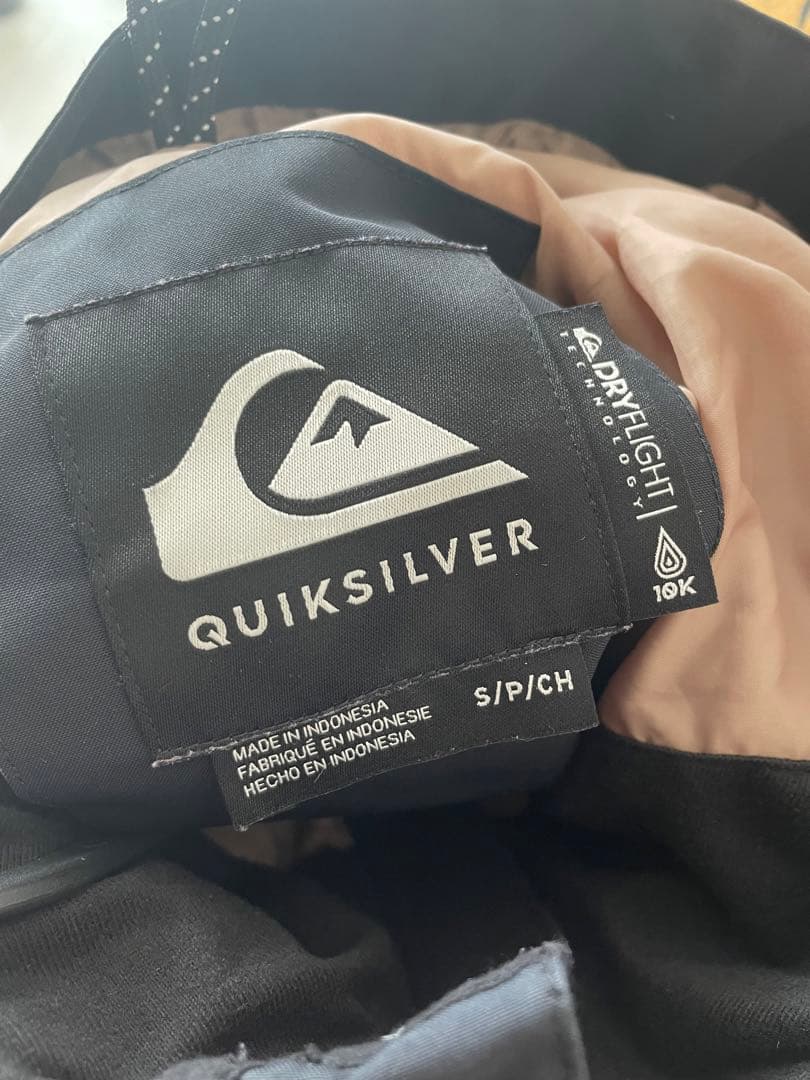 QUIKSILVER
DRYFLIGHT
TECHNOLOGY
10K
S/P/CH
MADE IN INDONESIA
FABRIQUÉ EN INDONESIE
HECHO EN INDONESIA